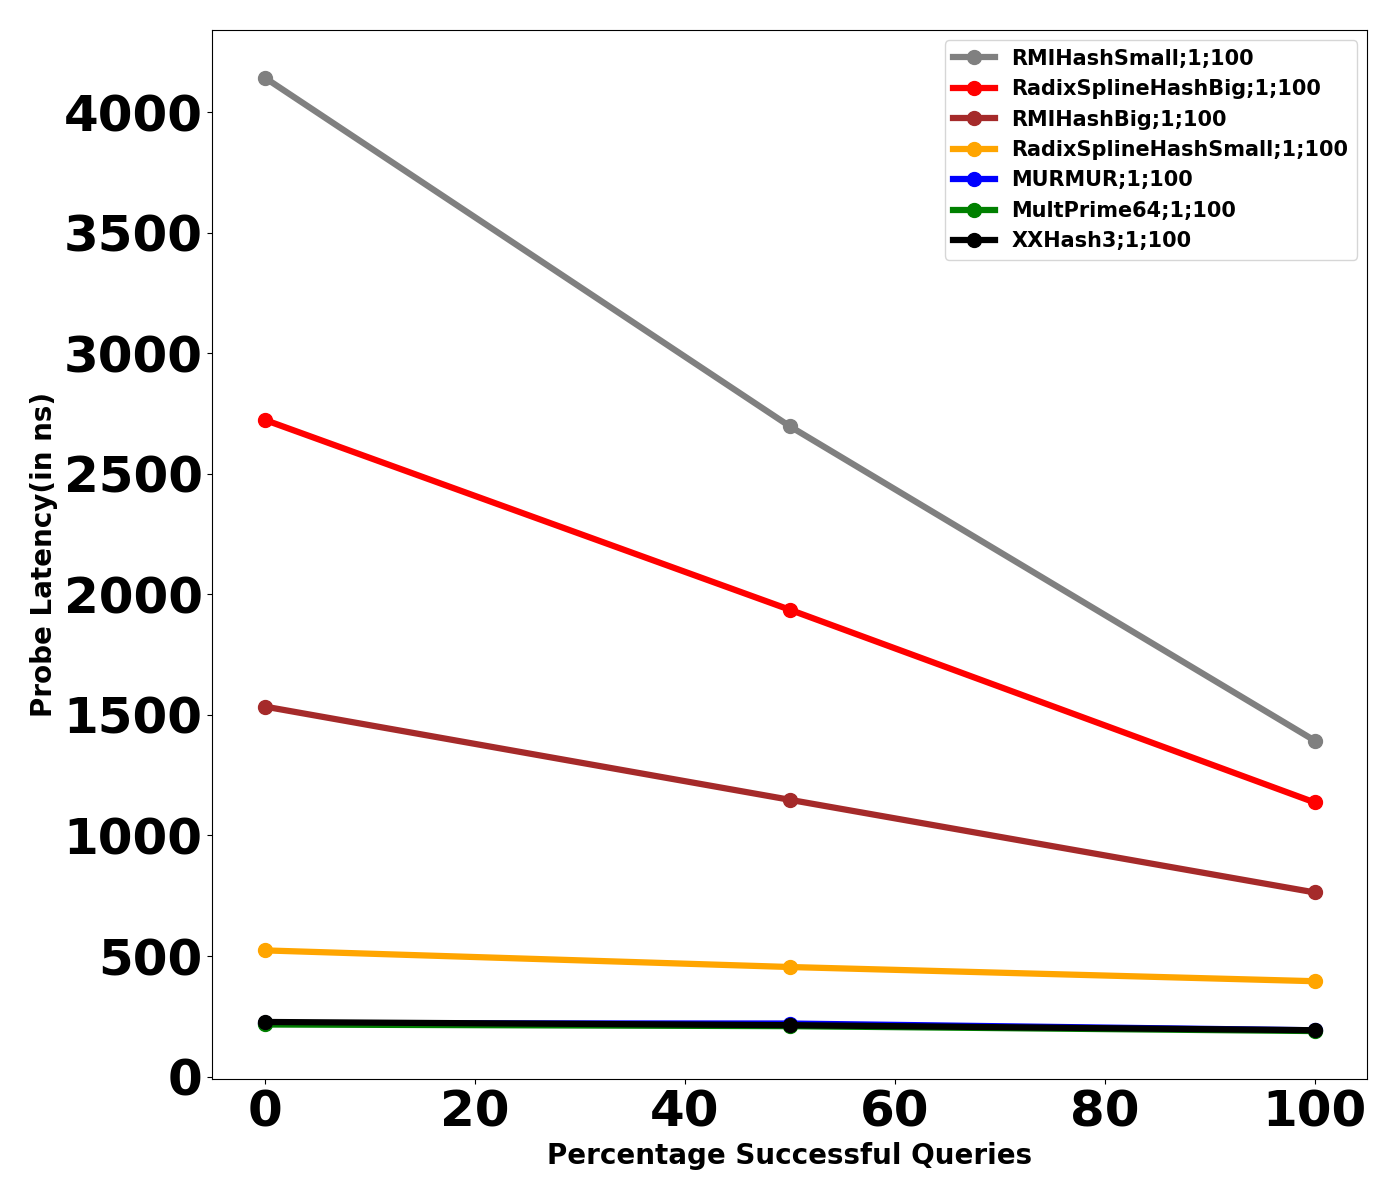 RMIHashSmall;1;100
RadixSplineHashBig;1;100
RMIHashBig;1;100
RadixSplineHashSmall;1;100
MURMUR;1;100
MultPrime64;1;100
XXHash3;1;100
Probe Latency(in ns)
4000
3500
3000
2500
2000
1500
1000
500
0
0 20 40 60 80 100
Percentage Successful Queries